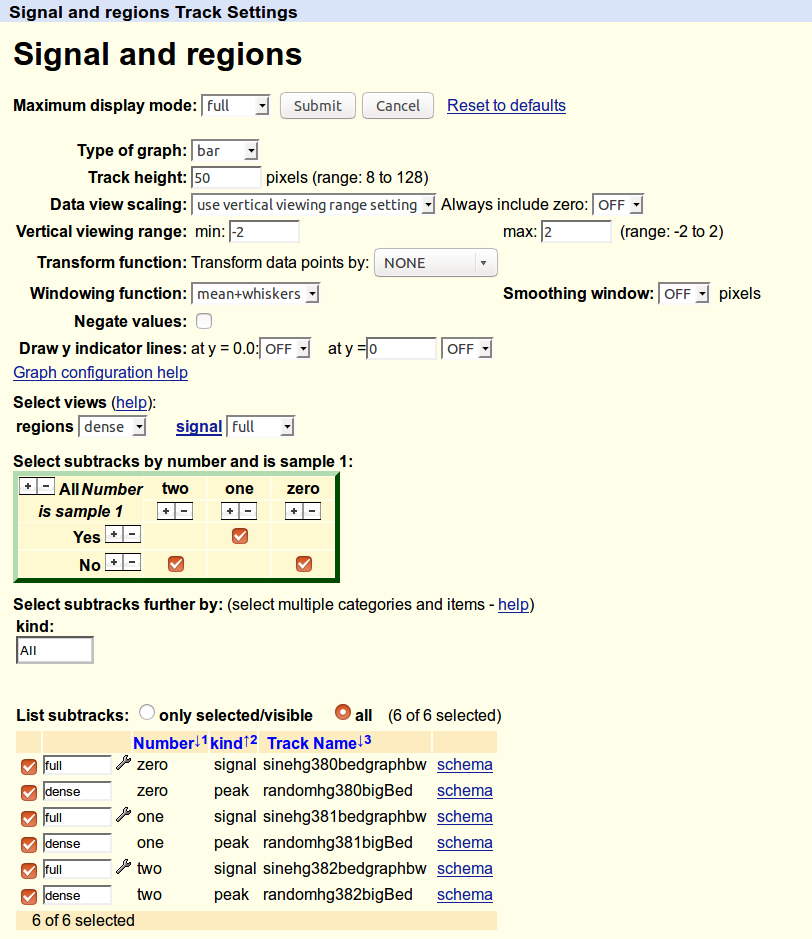 Signal and regions Track Settings
Signal and regions
Maximum display mode: full Submit Cancel Reset to defaults
Type of graph: bar
Track height: 50 pixels (range: 8 to 128)
Data view scaling: use vertical viewing range setting Always include zero: OFF
Vertical viewing range: min: -2 max: 2 (range: -2 to 2)
Transform function: Transform data points by: NONE
Windowing function: mean+whiskers Smoothing window: OFF pixels
Negate values:
Draw y indicator lines: at y = 0.0: OFF at y = 0 OFF
Graph configuration help
Select views (help):
regions dense signal full
Select subtracks by number and is sample 1:
+ - All Number two one zero
is sample 1 + - + - + -
Yes + -
No + -
Select subtracks further by: (select multiple categories and items - help)
kind:
All
List subtracks: only selected/visible all (6 of 6 selected)
Number↓1 kind↑2 Track Name↓3
full zero signal sinehg380bedgraphbw schema
dense zero peak randomhg380bigBed schema
full one signal sinehg381bedgraphbw schema
dense one peak randomhg381bigBed schema
full two signal sinehg382bedgraphbw schema
dense two peak randomhg382bigBed schema
6 of 6 selected